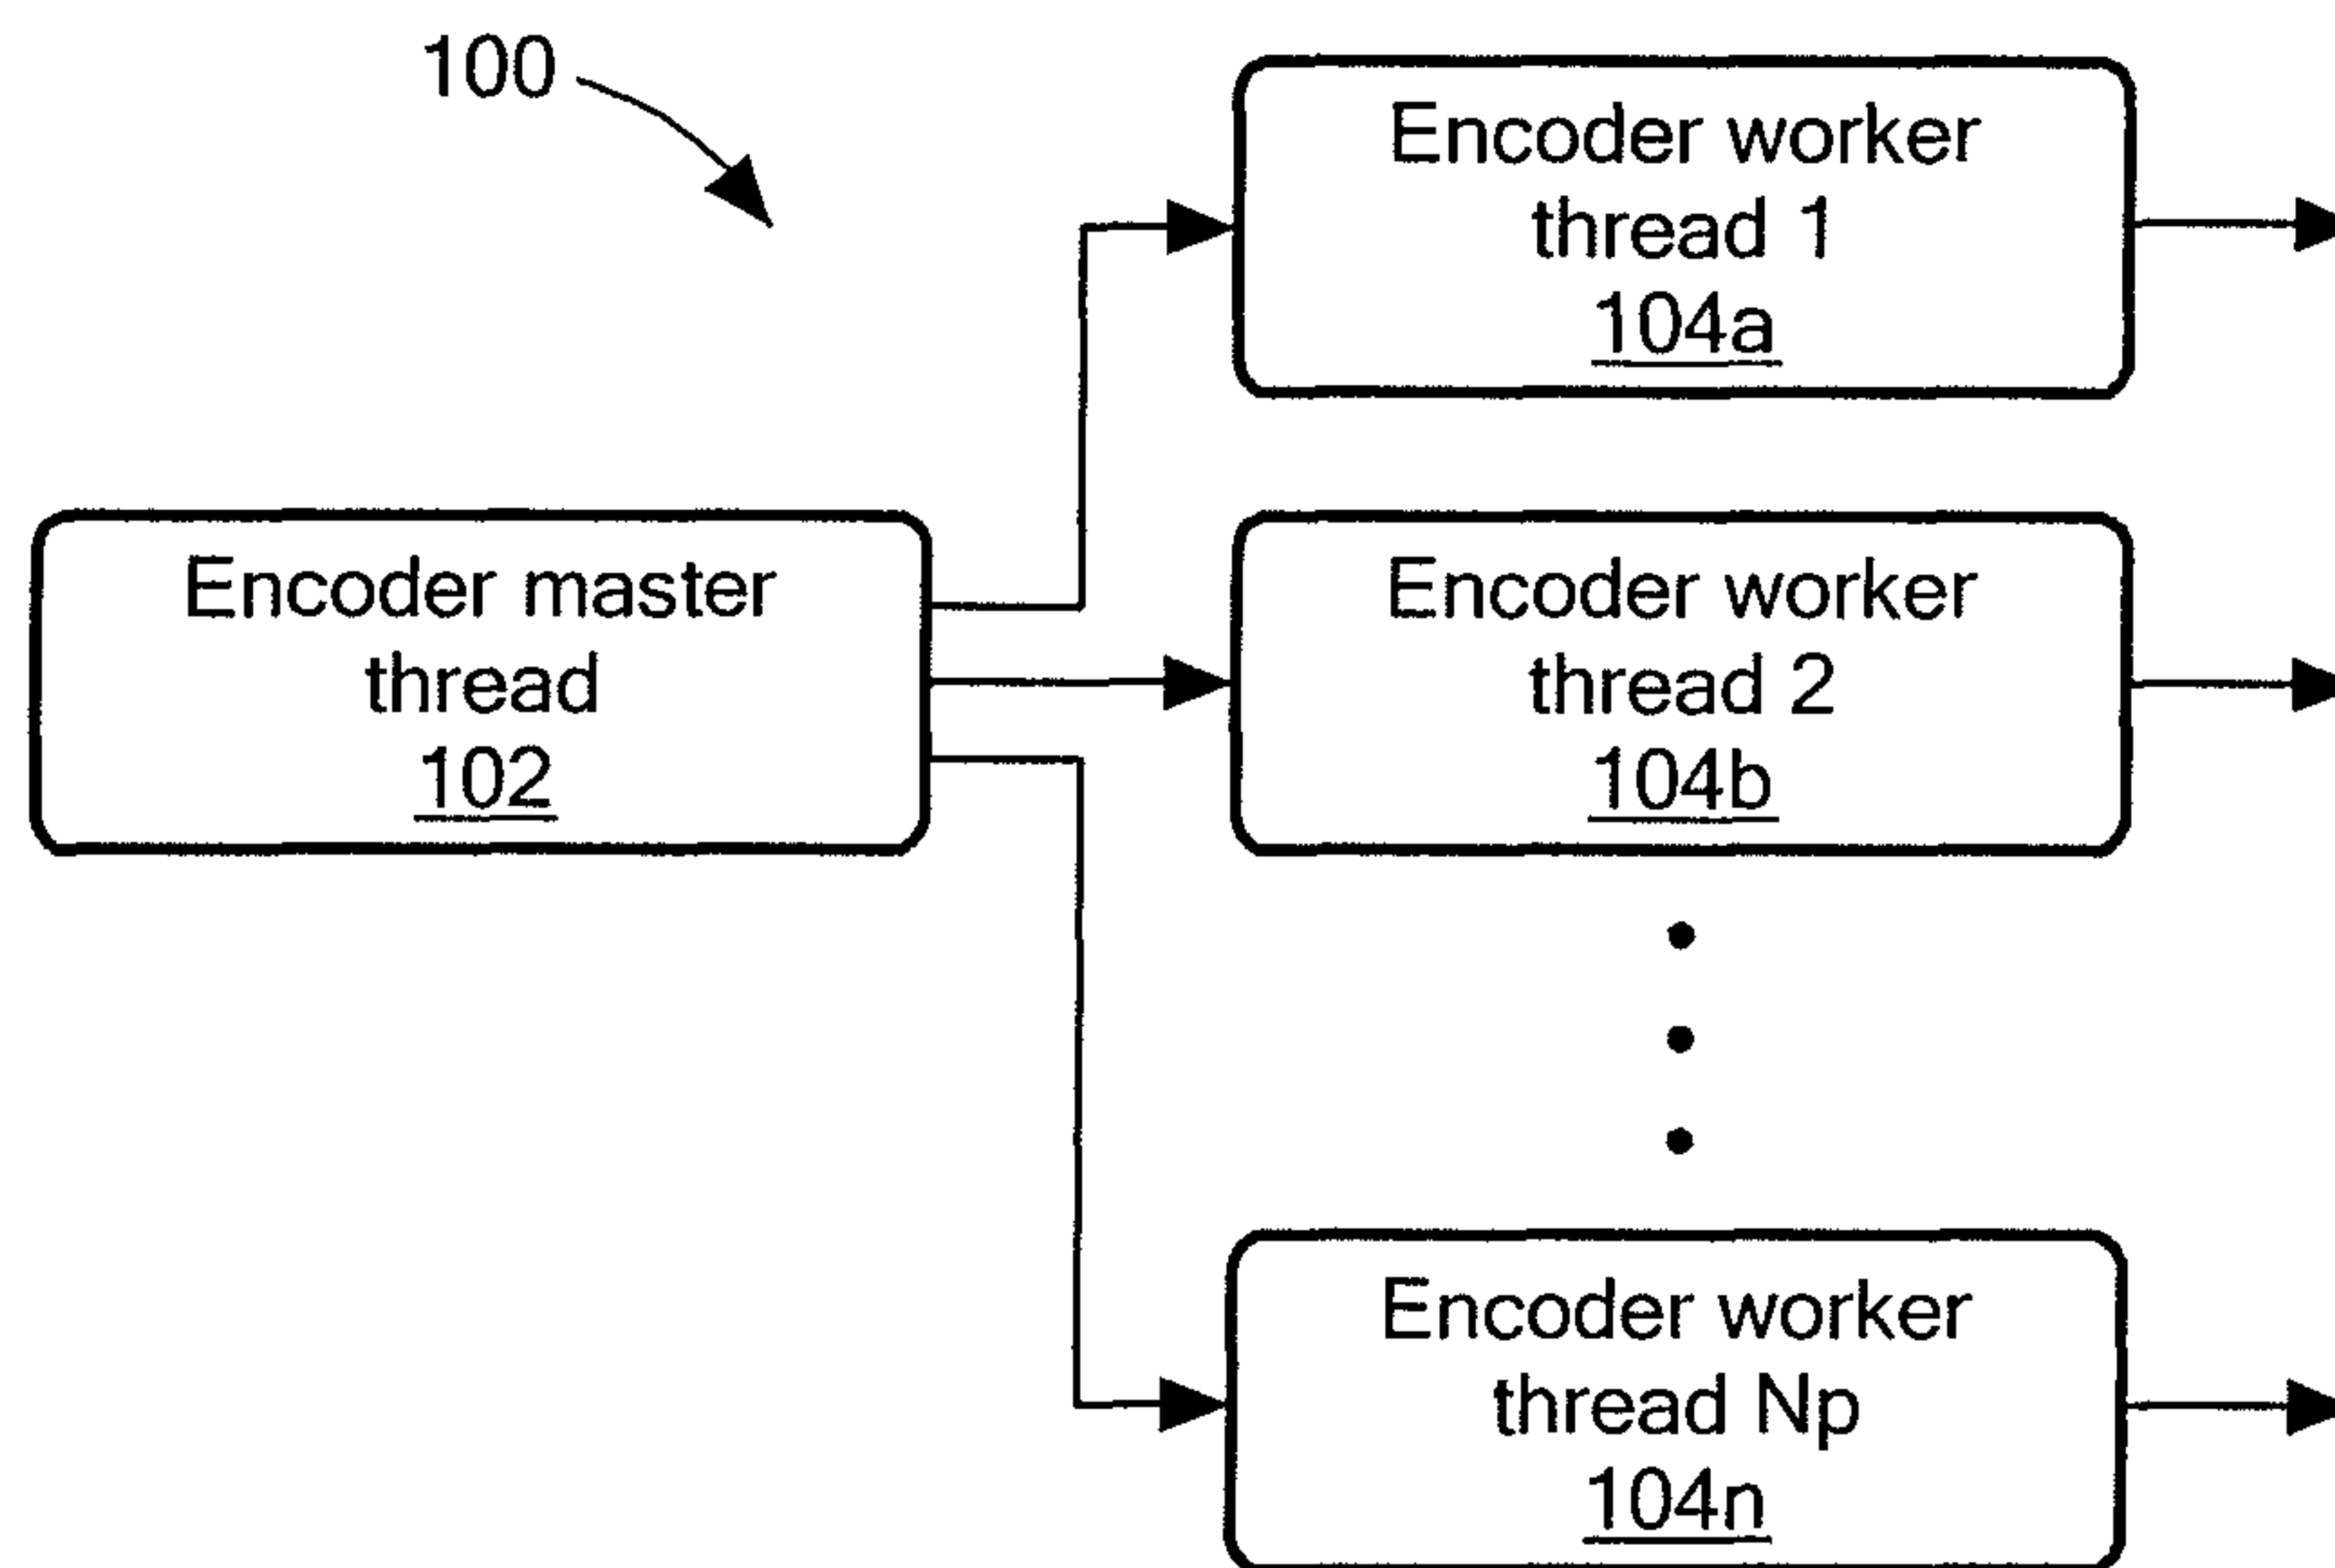 100
Encoder worker
thread 1
104a
Encoder master
thread
102
Encoder worker
thread 2
104b
Encoder worker
thread Np
104n